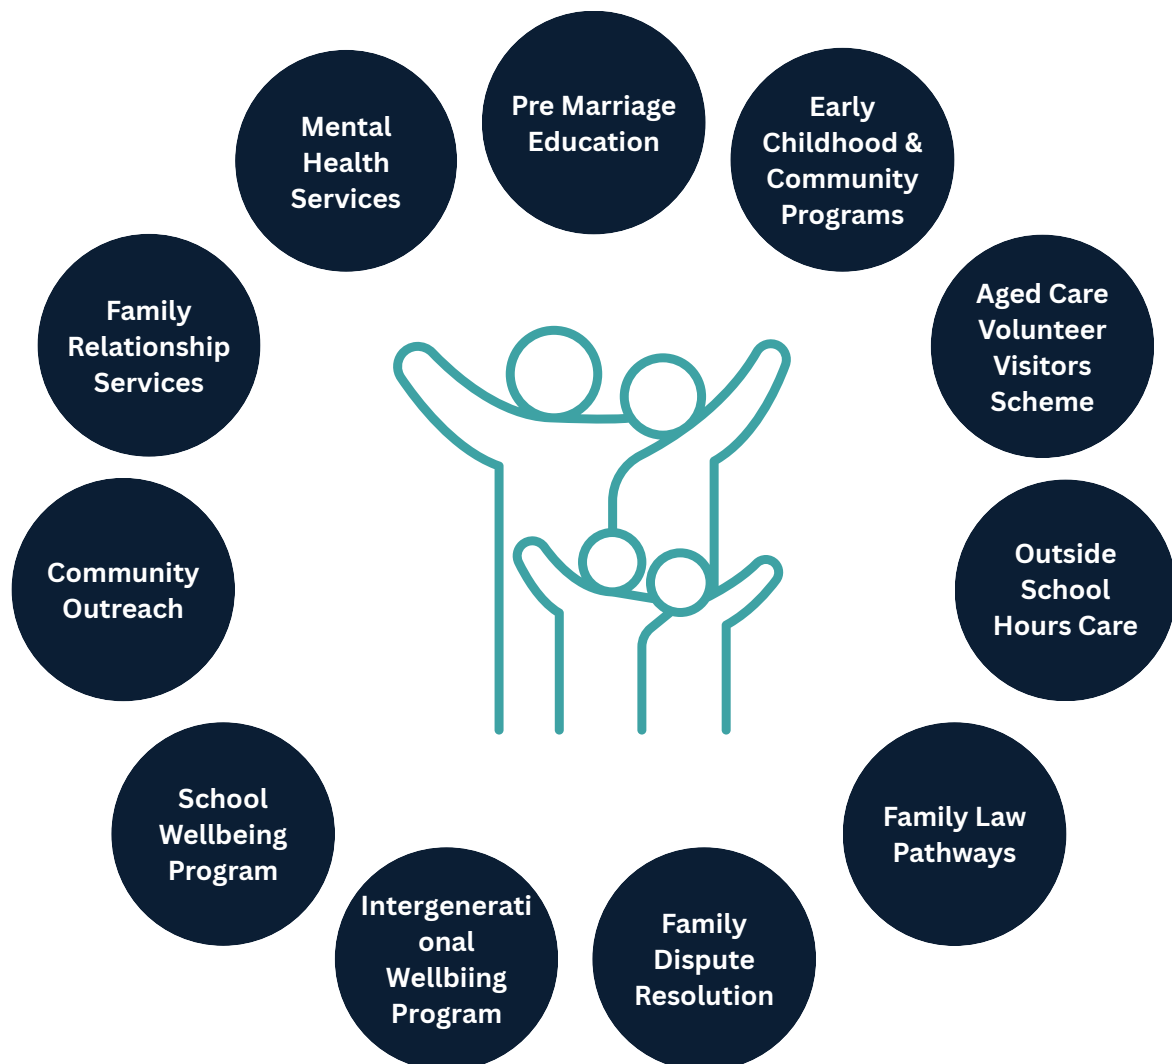 Pre Marriage
Education
Early
Childhood &
Community
Programs
Aged Care
Volunteer
Visitors
Scheme
Outside
School
Hours Care
Family Law
Pathways
Family
Dispute
Resolution
Intergenerati
onal
Wellbiing
Program
School
Wellbeing
Program
Community
Outreach
Family
Relationship
Services
Mental
Health
Services